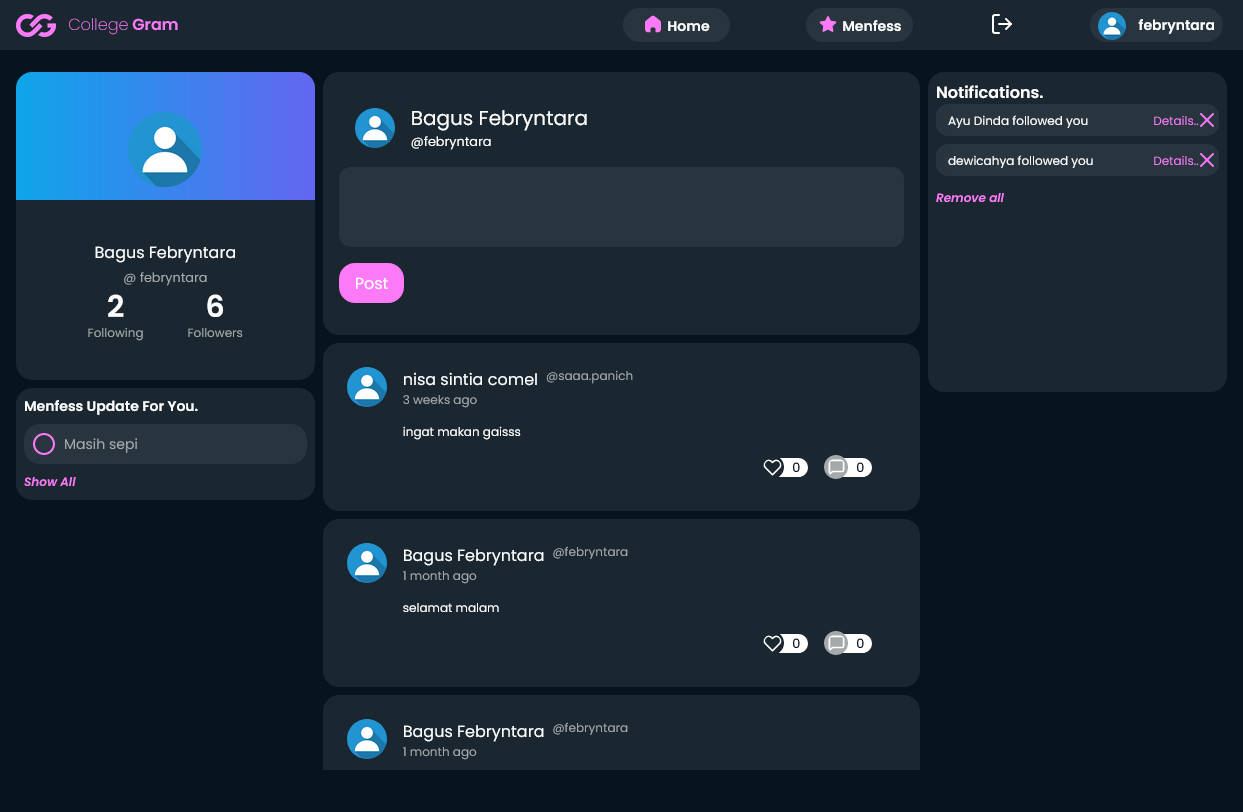 College Gram
Home
Menfess
febryntara
Bagus Febryntara
@ febryntara
2
6
Following
Followers
Menfess Update For You.
Masih sepi
Show All
Bagus Febryntara
@febryntara
Post
nisa sintia comel @saaa.panich
3 weeks ago
ingat makan gaisss
0
0
Bagus Febryntara @febryntara
1 month ago
selamat malam
0
0
Bagus Febryntara @febryntara
1 month ago
Notifications.
Ayu Dinda followed you Details..
dewicahya followed you Details..
Remove all